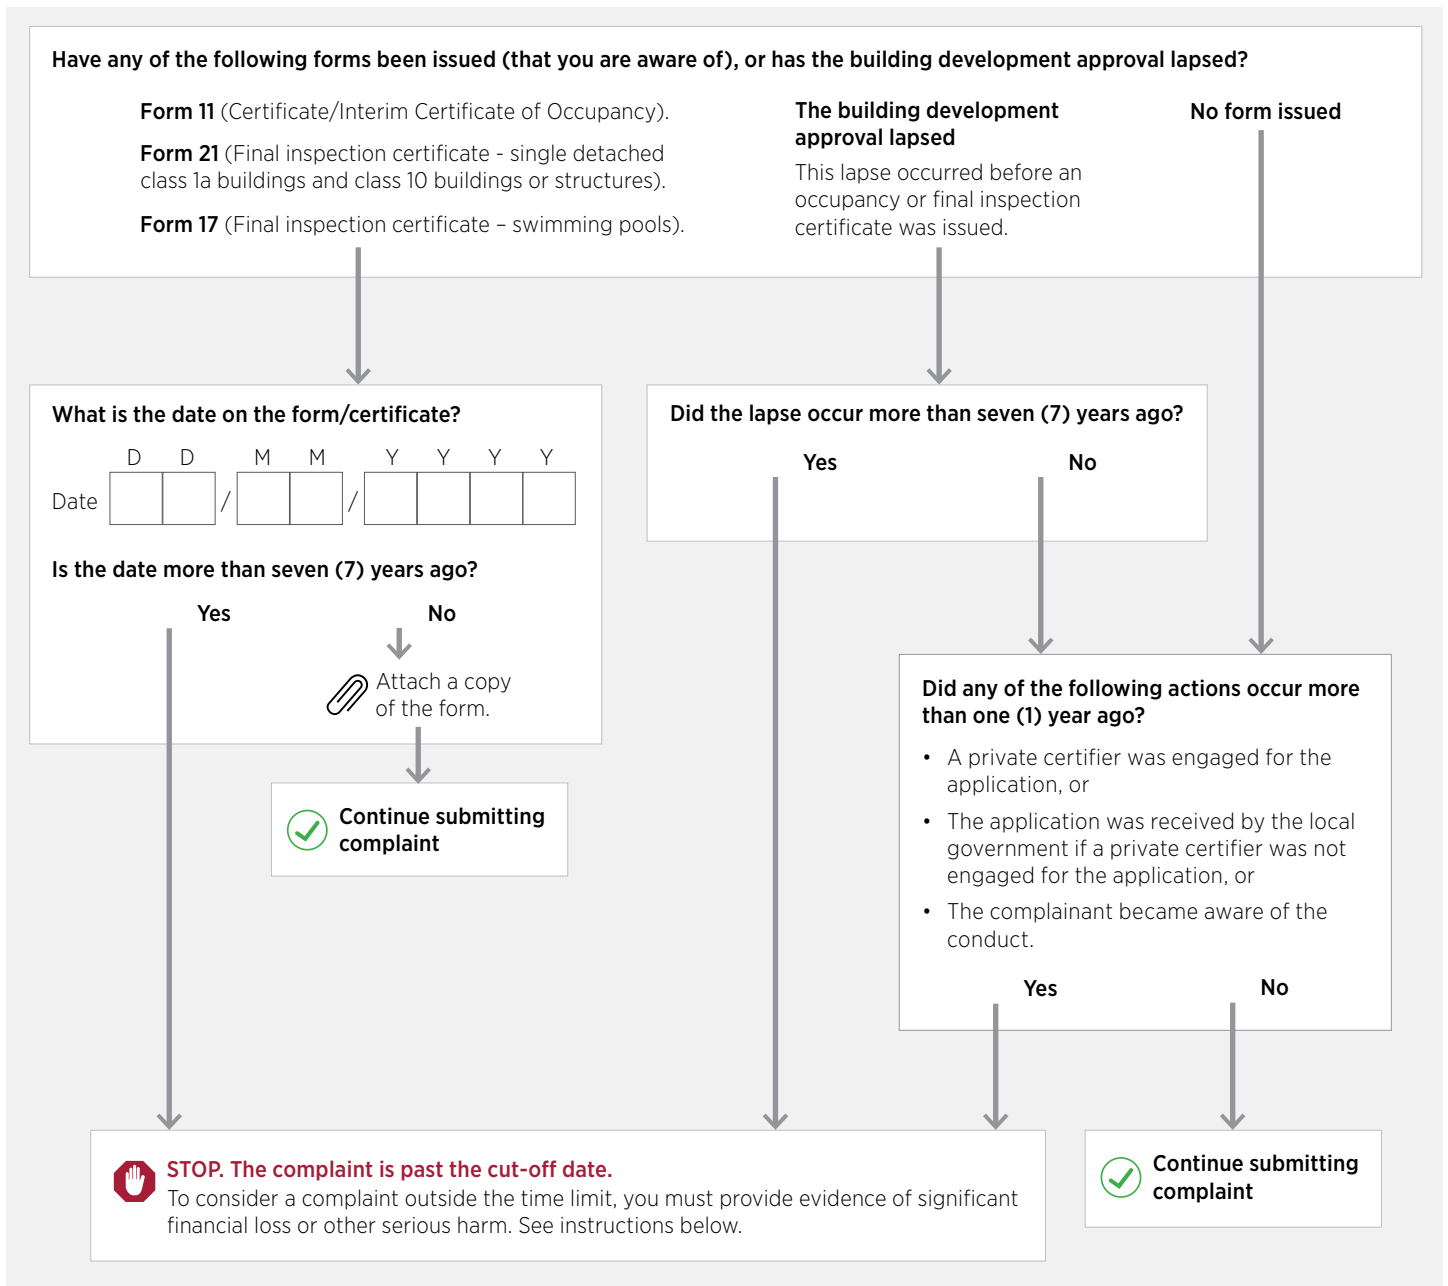 Have any of the following forms been issued (that you are aware of), or has the building development approval lapsed?
Form 11 (Certificate/Interim Certificate of Occupancy).
Form 21 (Final inspection certificate - single detached
class 1a buildings and class 10 buildings or structures).
Form 17 (Final inspection certificate – swimming pools).
The building development
approval lapsed
This lapse occurred before an
occupancy or final inspection
certificate was issued.
No form issued
What is the date on the form/certificate?
D D M M Y Y Y Y
Date / /
Is the date more than seven (7) years ago?
Yes No
Attach a copy
of the form.
Continue submitting
complaint
Did the lapse occur more than seven (7) years ago?
Yes No
Did any of the following actions occur more
than one (1) year ago?
• A private certifier was engaged for the
application, or
• The application was received by the local
government if a private certifier was not
engaged for the application, or
• The complainant became aware of the
conduct.
Yes No
STOP. The complaint is past the cut-off date.
To consider a complaint outside the time limit, you must provide evidence of significant
financial loss or other serious harm. See instructions below.
Continue submitting
complaint